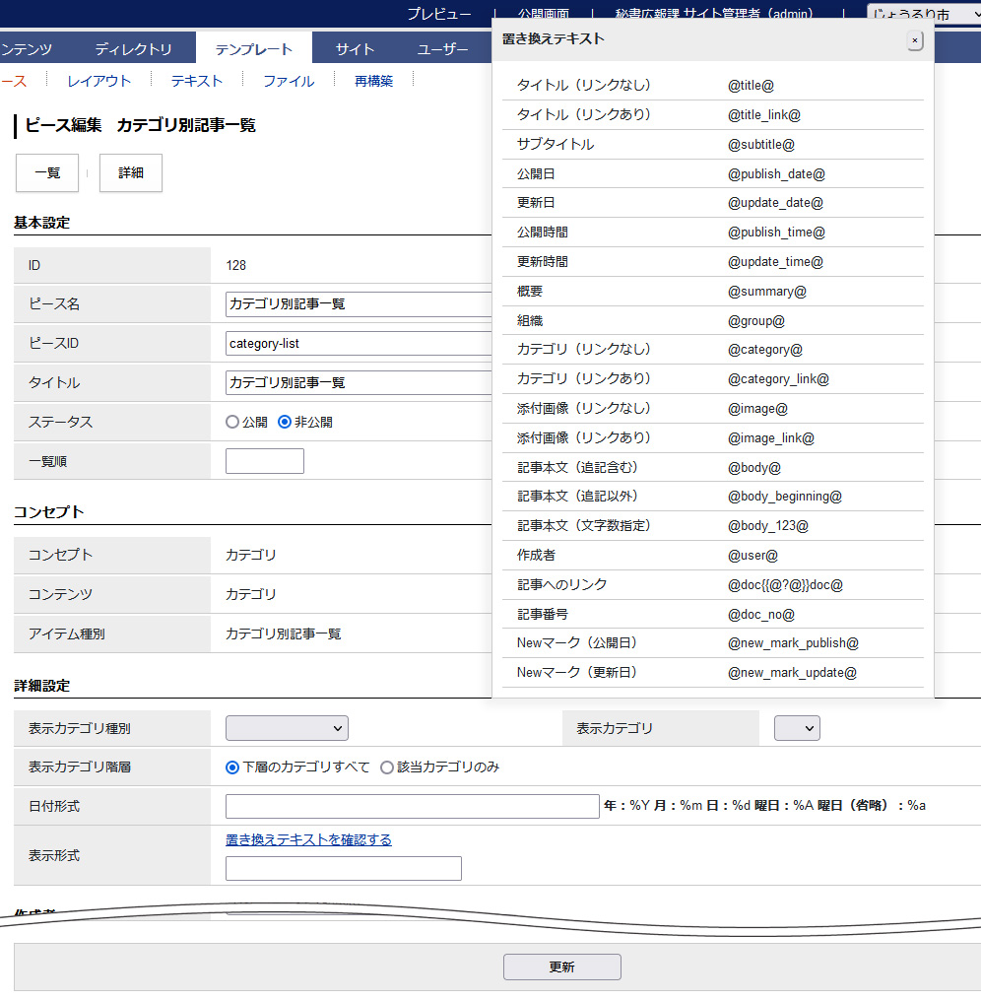 プレビュー | 公開画面 | 秘書広報課 サイト管理者（admin） | じょうるり市
ンテンツ ディレクトリ テンプレート サイト ユーザー
ース レイアウト テキスト ファイル 再構築
ピース編集 カテゴリ別記事一覧
一覧 詳細
基本設定
ID 128
ピース名 カテゴリ別記事一覧
ピースID category-list
タイトル カテゴリ別記事一覧
ステータス 公開 非公開
一覧順
コンセプト
コンセプト カテゴリ
コンテンツ カテゴリ
アイテム種別 カテゴリ別記事一覧
置き換えテキスト ×
タイトル（リンクなし） @title@
タイトル（リンクあり） @title_link@
サブタイトル @subtitle@
公開日 @publish_date@
更新日 @update_date@
公開時間 @publish_time@
更新時間 @update_time@
概要 @summary@
組織 @group@
カテゴリ（リンクなし） @category@
カテゴリ（リンクあり） @category_link@
添付画像（リンクなし） @image@
添付画像（リンクあり） @image_link@
記事本文（追記含む） @body@
記事本文（追記以外） @body_beginning@
記事本文（文字数指定） @body_123@
作成者 @user@
記事へのリンク @doc{{@?@}}doc@
記事番号 @doc_no@
Newマーク（公開日） @new_mark_publish@
Newマーク（更新日） @new_mark_update@
詳細設定
表示カテゴリ種別 表示カテゴリ
表示カテゴリ階層 下層のカテゴリすべて 該当カテゴリのみ
日付形式 年：%Y 月：%m 日：%d 曜日：%A 曜日（省略）：%a
表示形式 置き換えテキストを確認する
作成者
更新